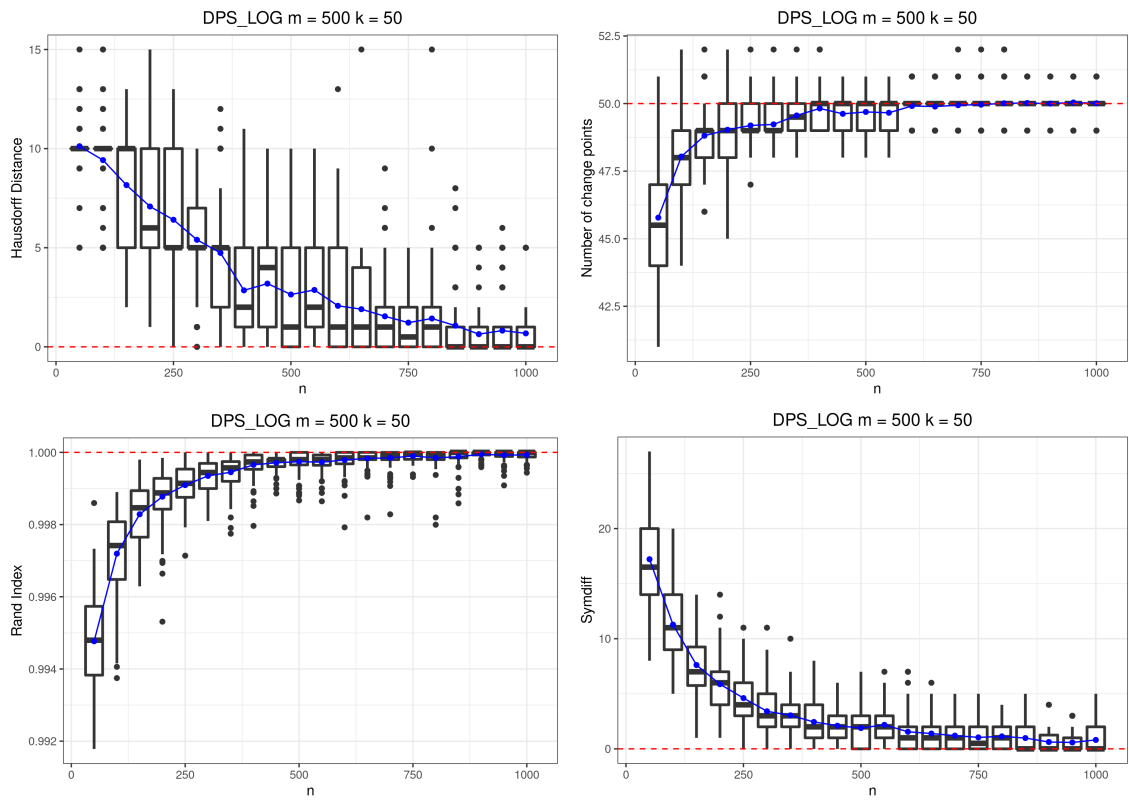 DPS_LOG m = 500 k = 50
Hausdorff Distance
15
10
5
0
0 250 500 750 1000
n
DPS_LOG m = 500 k = 50
Number of change points
52.5
50.0
47.5
45.0
42.5
0 250 500 750 1000
n
DPS_LOG m = 500 k = 50
Rand Index
1.000
0.998
0.996
0.994
0.992
0 250 500 750 1000
n
DPS_LOG m = 500 k = 50
Symdiff
20
10
0
0 250 500 750 1000
n